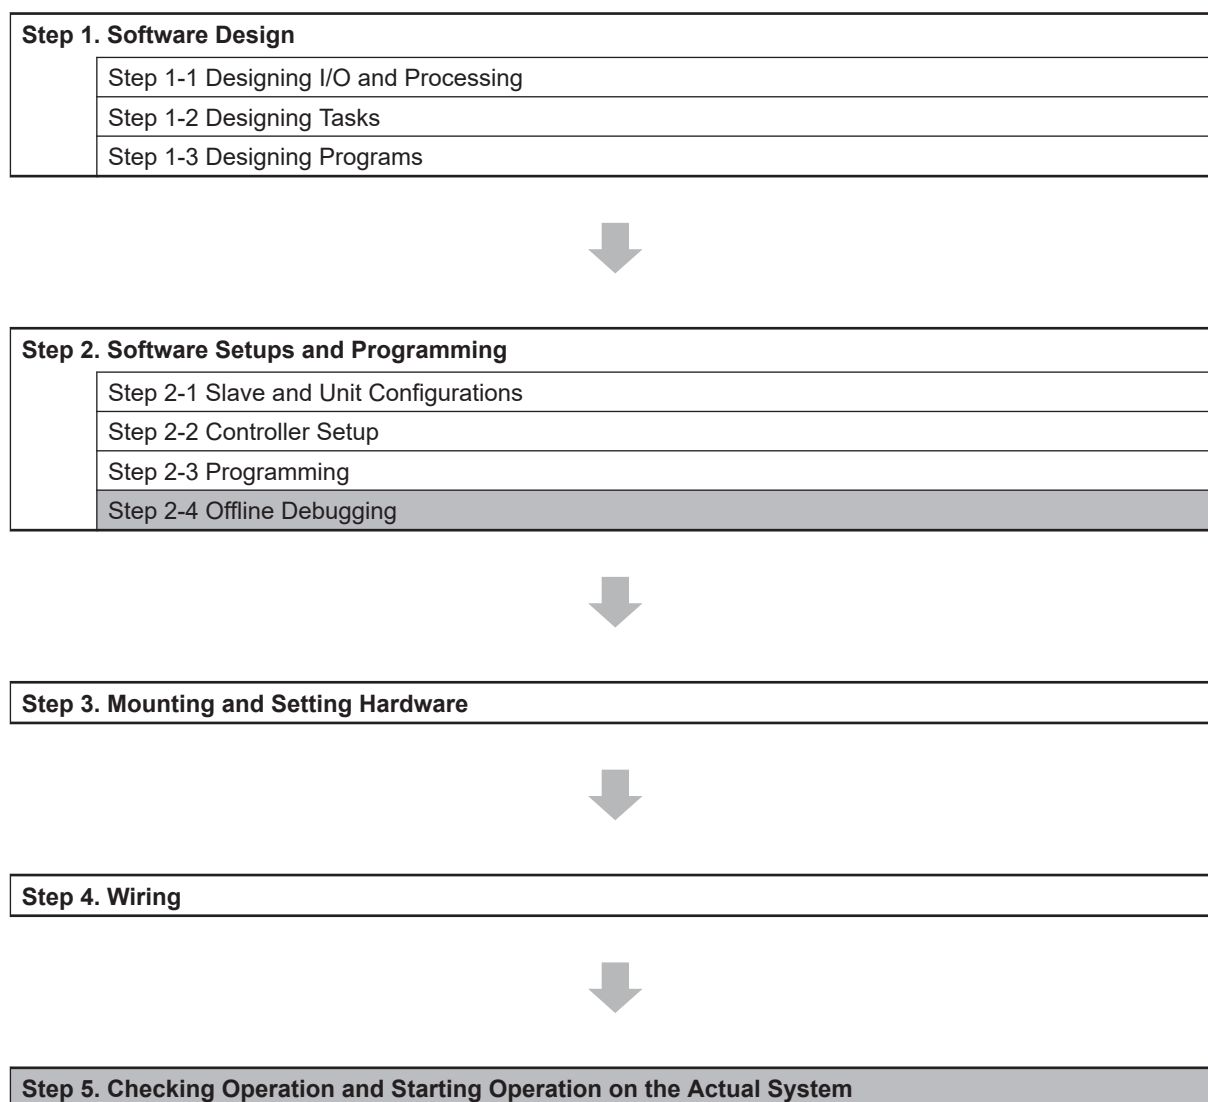 Step 1. Software Design
Step 1-1 Designing I/O and Processing
Step 1-2 Designing Tasks
Step 1-3 Designing Programs
Step 2. Software Setups and Programming
Step 2-1 Slave and Unit Configurations
Step 2-2 Controller Setup
Step 2-3 Programming
Step 2-4 Offline Debugging
Step 3. Mounting and Setting Hardware
Step 4. Wiring
Step 5. Checking Operation and Starting Operation on the Actual System